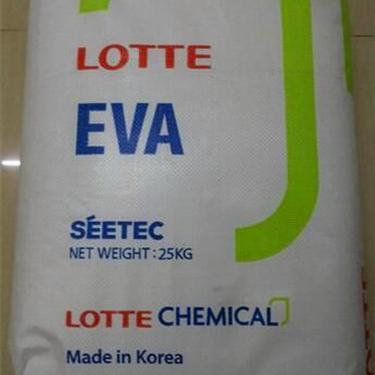 LOTTE
EVA
SÉETEC
NET WEIGHT : 25KG
LOTTE CHEMICAL
Made in Korea